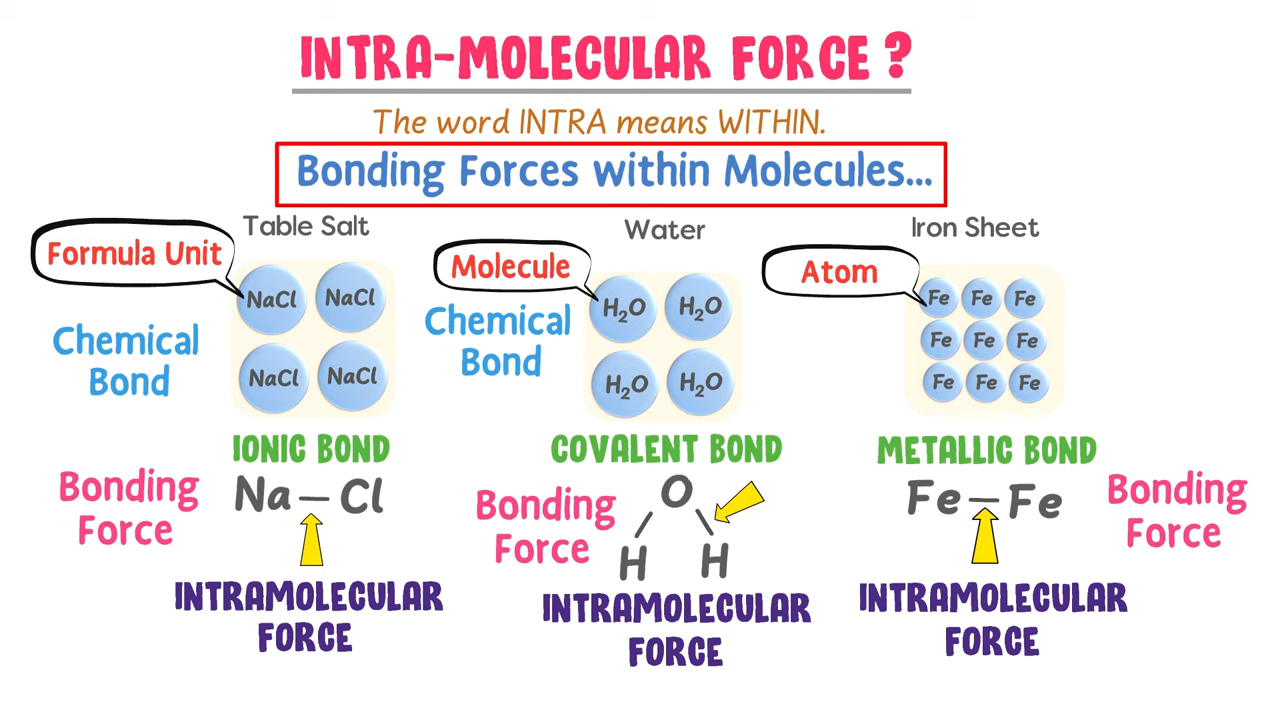 INTRA-MOLECULAR FORCE?
The word INTRA means WITHIN.
Bonding Forces within Molecules...
Table Salt
Formula Unit
NaCl NaCl
NaCl NaCl
Chemical
Bond
IONIC BOND
Bonding
Force
Na – Cl
INTRAMOLECULAR
FORCE
Water
Molecule
H₂O H₂O
H₂O H₂O
Chemical
Bond
COVALENT BOND
Bonding
Force
O
H H
INTRAMOLECULAR
FORCE
Iron Sheet
Atom
Fe Fe Fe
Fe Fe Fe
Fe Fe Fe
METALLIC BOND
Fe – Fe
Bonding
Force
INTRAMOLECULAR
FORCE